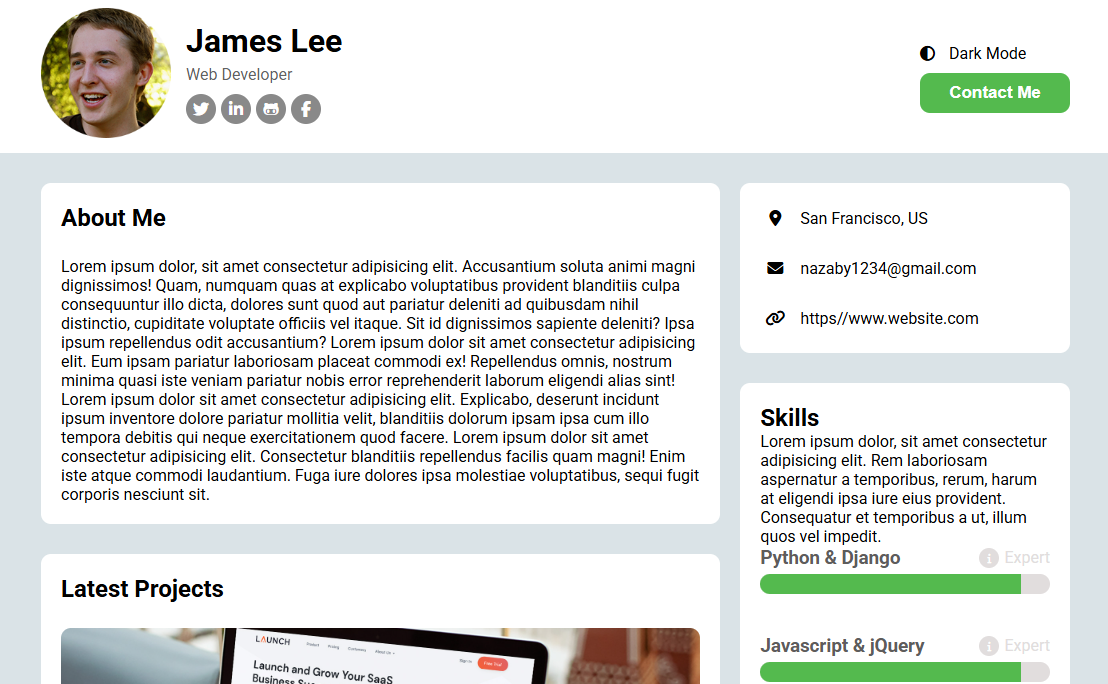 James Lee
Web Developer
Dark Mode
Contact Me
About Me
Lorem ipsum dolor, sit amet consectetur adipisicing elit. Accusantium soluta animi magni
dignissimos! Quam, numquam quas at explicabo voluptatibus provident blanditiis culpa
consequuntur illo dicta, dolores sunt quod aut pariatur deleniti ad quibusdam nihil
distinctio, cupiditate voluptate officiis vel itaque. Sit id dignissimos sapiente deleniti? Ipsa
ipsum repellendus odit accusantium? Lorem ipsum dolor sit amet consectetur adipisicing
elit. Eum ipsam pariatur laboriosam placeat commodi ex! Repellendus omnis, nostrum
minima quasi iste veniam pariatur nobis error reprehenderit laborum eligendi alias sint!
Lorem ipsum dolor sit amet consectetur adipisicing elit. Explicabo, deserunt incidunt
ipsum inventore dolore pariatur mollitia velit, blanditiis dolorum ipsam ipsa cum illo
tempora debitis qui neque exercitationem quod facere. Lorem ipsum dolor sit amet
consectetur adipisicing elit. Consectetur blanditiis repellendus facilis quam magni! Enim
iste atque commodi laudantium. Fuga iure dolores ipsa molestiae voluptatibus, sequi fugit
corporis nesciunt sit.
Latest Projects
LAUNCH
Launch and Grow Your SaaS
San Francisco, US
nazaby1234@gmail.com
https//www.website.com
Skills
Lorem ipsum dolor, sit amet consectetur
adipisicing elit. Rem laboriosam
aspernatur a temporibus, rerum, harum
at eligendi ipsa iure eius provident.
Consequatur et temporibus a ut, illum
quos vel impedit.
Python & Django
Expert
Javascript & jQuery
Expert